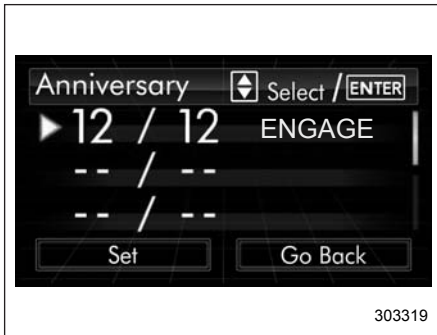 Anniversary Select / ENTER
12 / 12 ENGAGE
-- / --
-- / --
Set Go Back
303319